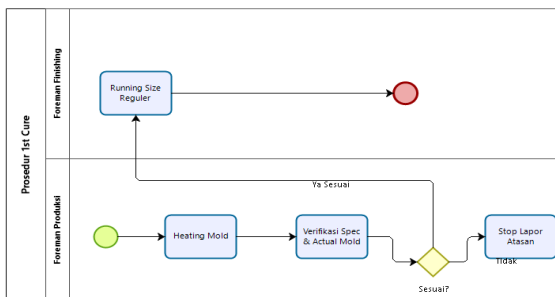 Prosedur 1st Cure
Foreman Finishing
Running Size
Reguler
Foreman Produksi
Ya Sesuai
Heating Mold
Verifikasi Spec
& Actual Mold
Stop Lapor
Atasan
Tidak
Sesuai?